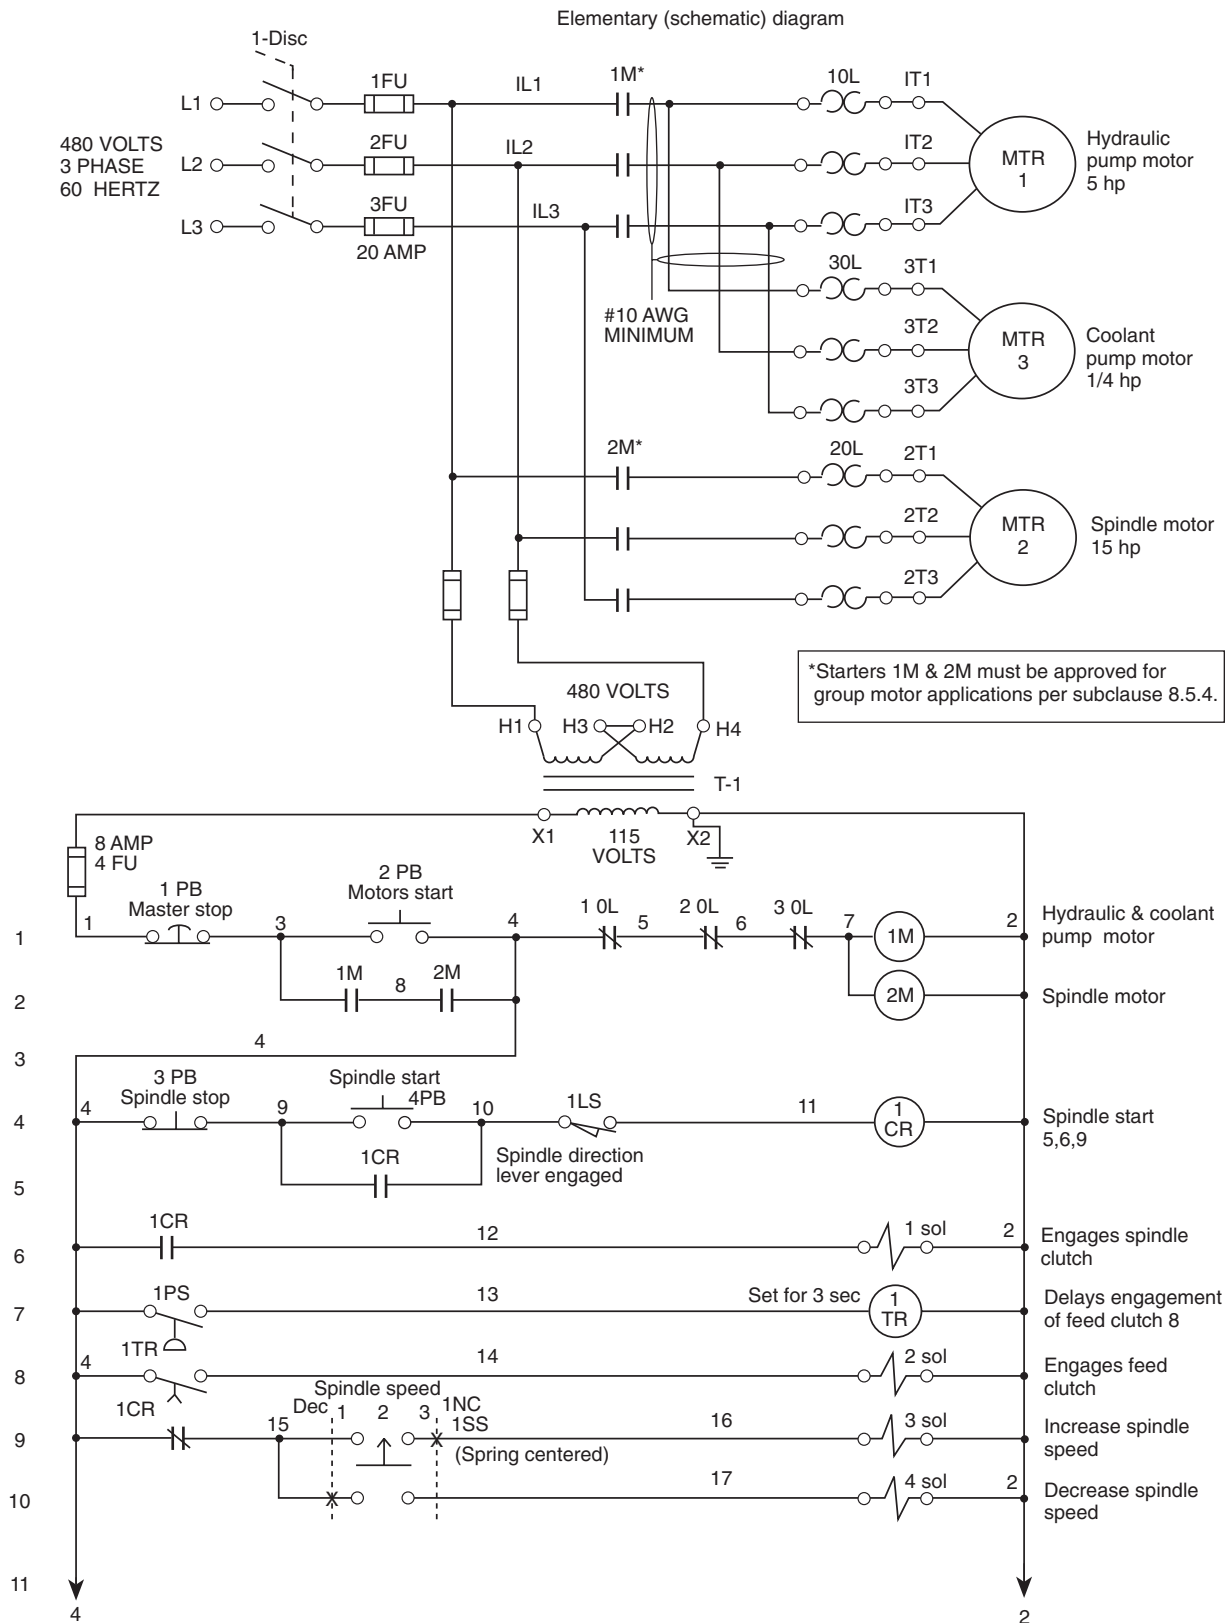 Elementary (schematic) diagram
1-Disc
1FU
IL1
1M*
10L
IT1
L1
480 VOLTS
3 PHASE
60 HERTZ
2FU
IL2
IT2
L2
MTR
1
Hydraulic
pump motor
5 hp
3FU
IL3
IT3
L3
20 AMP
30L
3T1
#10 AWG
MINIMUM
3T2
MTR
3
Coolant
pump motor
1/4 hp
3T3
2M*
20L
2T1
2T2
MTR
2
Spindle motor
15 hp
2T3
*Starters 1M & 2M must be approved for
group motor applications per subclause 8.5.4.
480 VOLTS
H1
H3
H2
H4
T-1
X1
115
VOLTS
X2
8 AMP
4 FU
1 PB
Master stop
2 PB
Motors start
1
1
3
4
1 0L
5
2 0L
6
3 0L
7
1M
2
Hydraulic & coolant
pump motor
2
1M
8
2M
2M
Spindle motor
3
4
3 PB
Spindle stop
Spindle start
4PB
4
4
9
10
1LS
11
1
CR
Spindle start
5,6,9
Spindle direction
lever engaged
5
1CR
6
1CR
12
1 sol
2
Engages spindle
clutch
7
1PS
13
Set for 3 sec
1
TR
Delays engagement
of feed clutch 8
1TR
8
4
14
2 sol
Engages feed
clutch
1CR
Spindle speed
Dec
1
2
3
1NC
1SS
(Spring centered)
9
15
16
3 sol
Increase spindle
speed
10
17
4 sol
2
Decrease spindle
speed
11
4
2